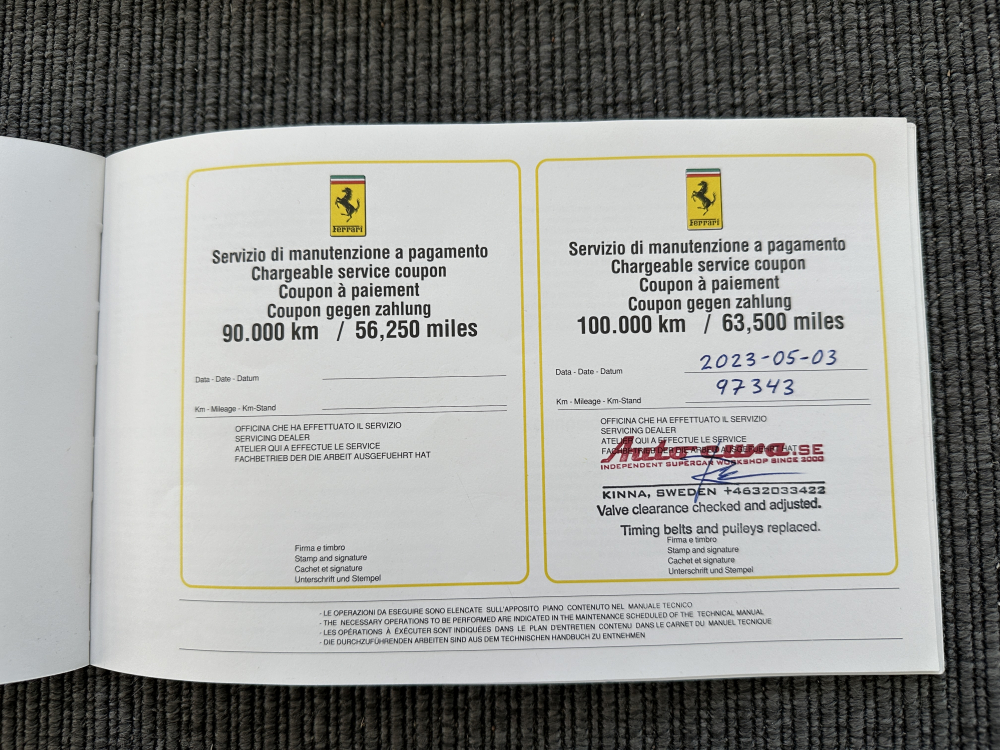 Ferrari
Servizio di manutenzione a pagamento
Chargeable service coupon
Coupon à paiement
Coupon gegen zahlung
90.000 km / 56,250 miles
Data - Date - Datum
Km - Mileage - Km-Stand
OFFICINA CHE HA EFFETTUATO IL SERVIZIO
SERVICING DEALER
ATELIER QUI A EFFECTUE LE SERVICE
FACHBETRIEB DER DIE ARBEIT AUSGEFUEHRT HAT
Firma e timbro
Stamp and signature
Cachet et signature
Unterschrift und Stempel
Ferrari
Servizio di manutenzione a pagamento
Chargeable service coupon
Coupon à paiement
Coupon gegen zahlung
100.000 km / 63,500 miles
Data - Date - Datum 2023-05-03
Km - Mileage - Km-Stand 97343
OFFICINA CHE HA EFFETTUATO IL SERVIZIO
SERVICING DEALER
ATELIER QUI A EFFECTUE LE SERVICE
FACHBETRIEB DER DIE ARBEIT AUSGEFUEHRT HAT
.SE
INDEPENDENT SUPERCAR WORKSHOP SINCE 2000
KINNA, SWEDEN +4632033422
Valve clearance checked and adjusted.
Timing belts and pulleys replaced.
Firma e timbro
Stamp and signature
Cachet et signature
Unterschrift und Stempel
- LE OPERAZIONI DA ESEGUIRE SONO ELENCATE SULL'APPOSITO PIANO CONTENUTO NEL MANUALE TECNICO
- THE NECESSARY OPERATIONS TO BE PERFORMED ARE INDICATED IN THE MAINTENANCE SCHEDULED OF THE TECHNICAL MANUAL
- LES OPÉRATIONS À ÉXÉCUTER SONT INDIQUÉES DANS LE PLAN D'ENTRETIEN CONTENU DANS LE CARNET DU MANUEL TECNIQUE
- DIE DURCHZUFÜHRENDEN ARBEITEN SIND AUS DEM TECHNISCHEN HANDBUCH ZU ENTNEHMEN